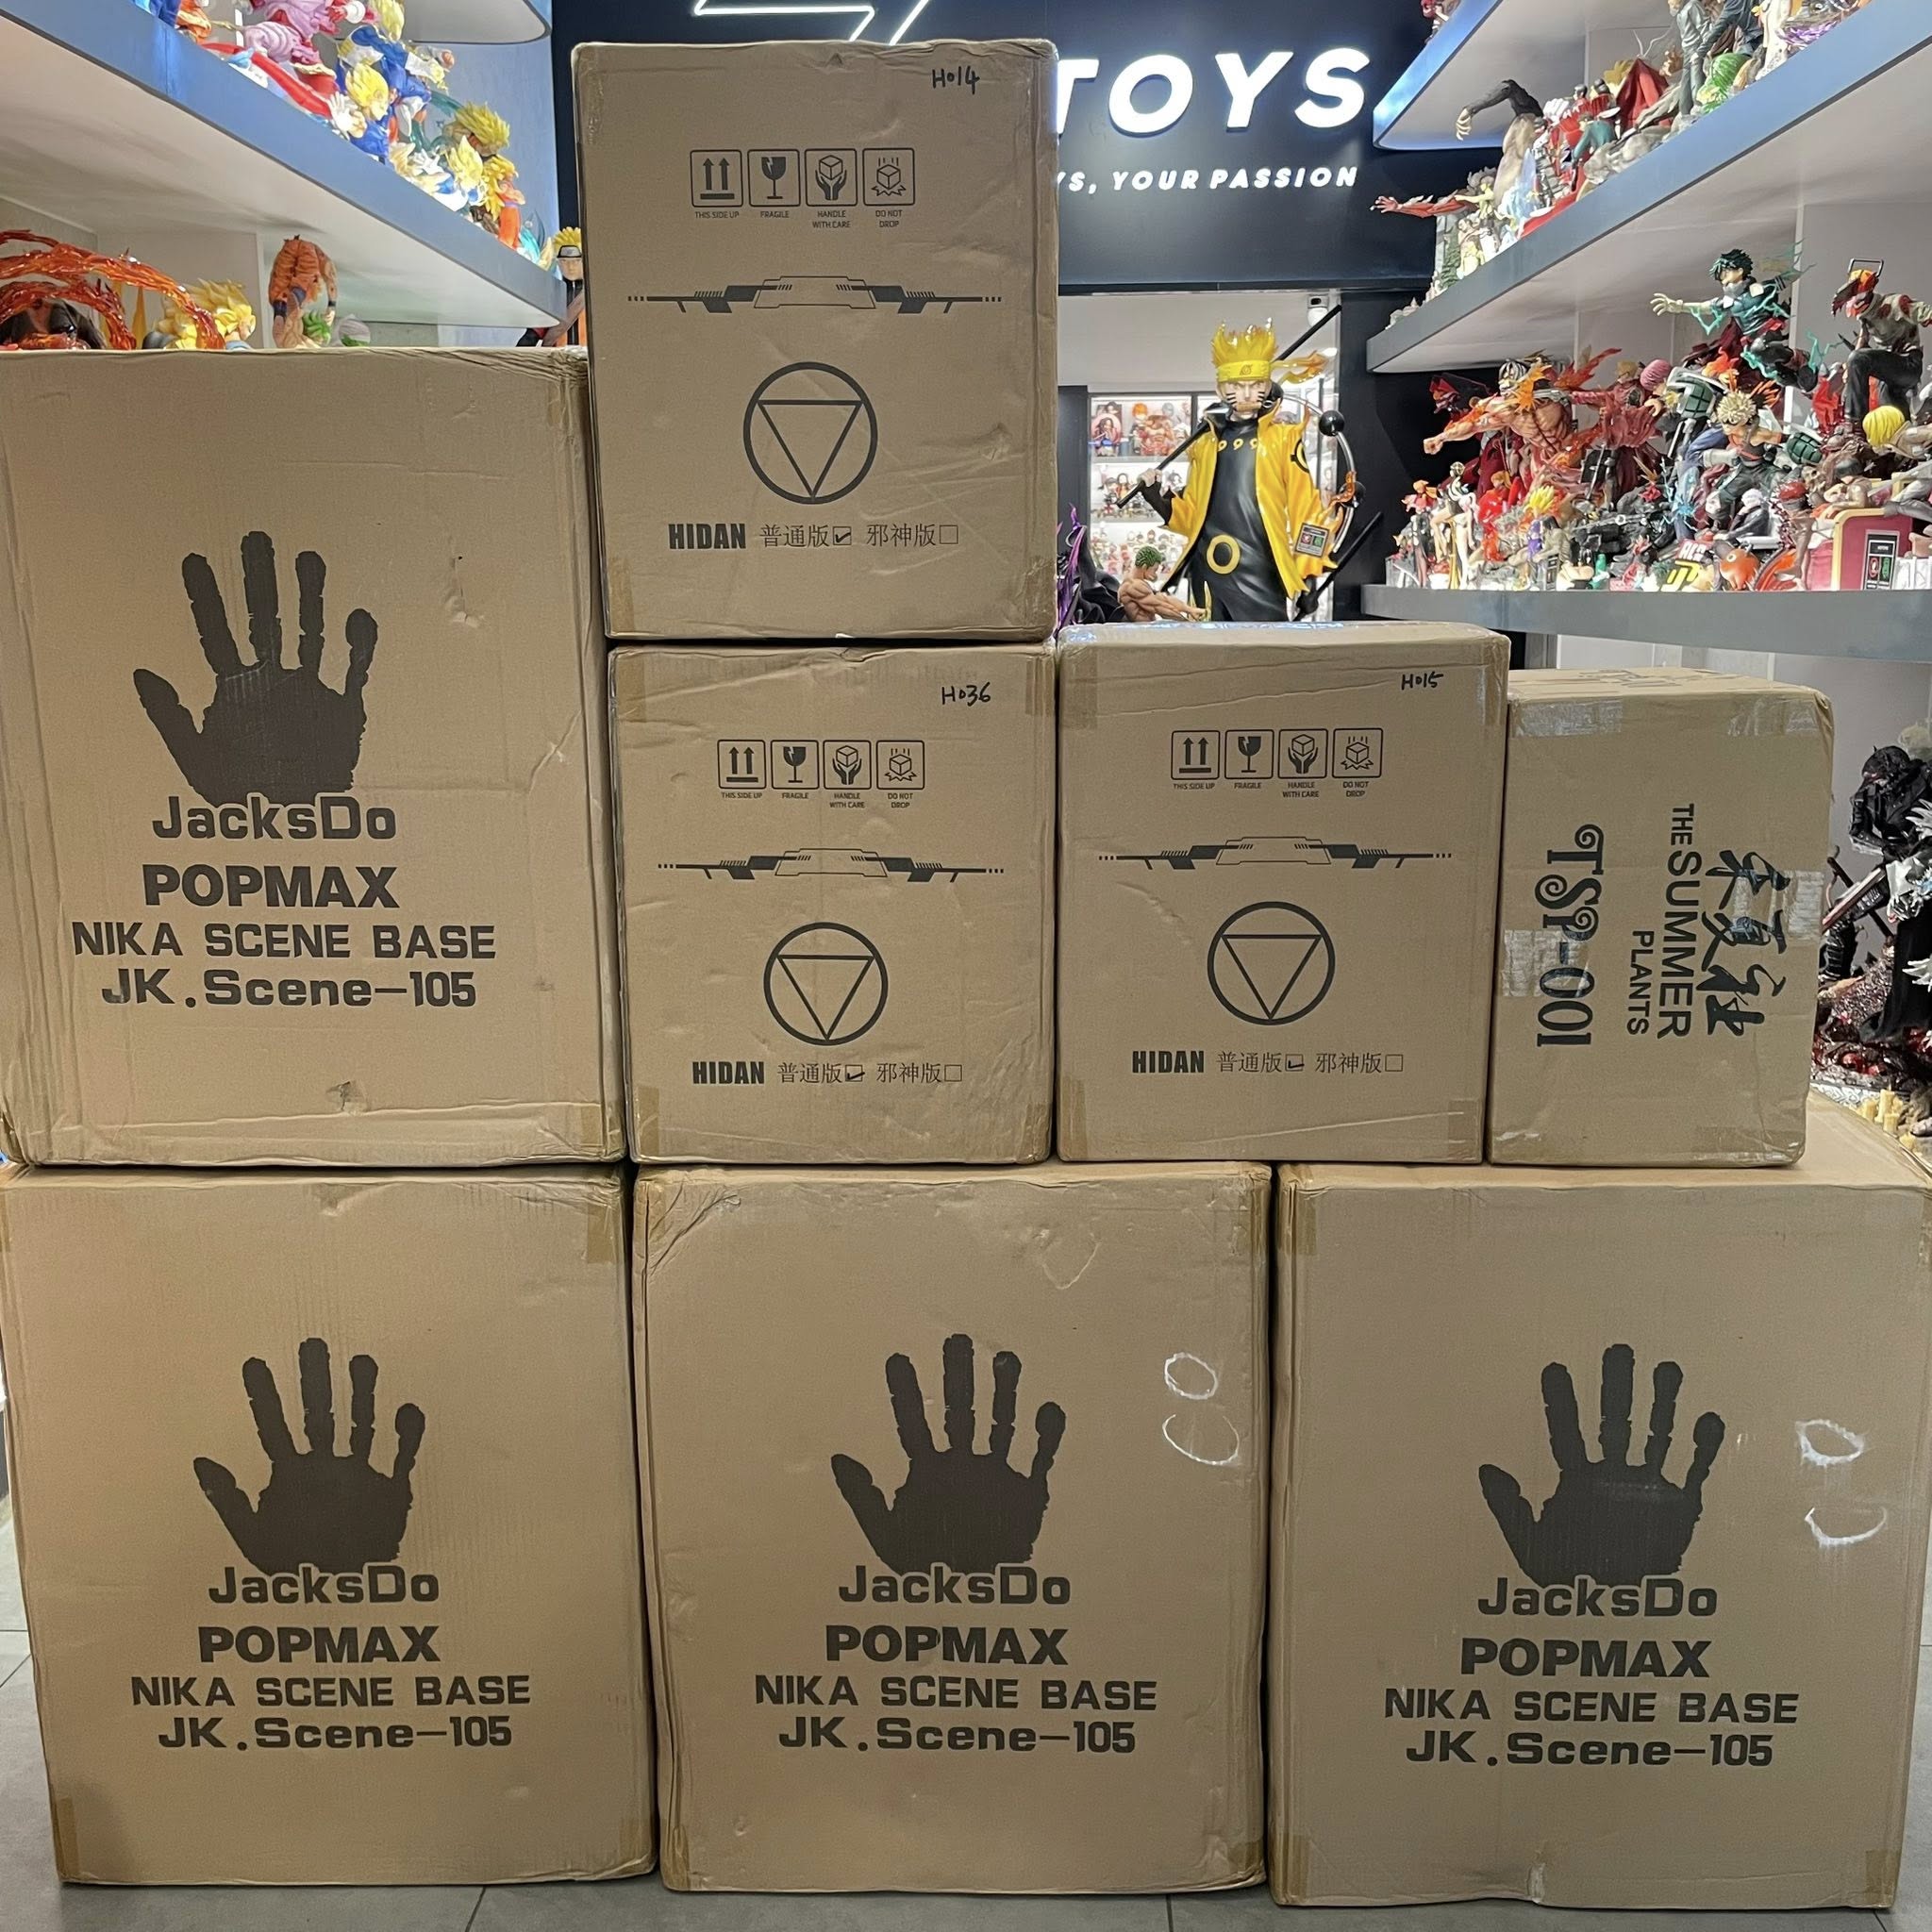 TOYS
YS, YOUR PASSION
H014
THIS SIDE UP
FRAGILE
HANDLE WITH CARE
DO NOT DROP
HIDAN 普通版☑ 邪神版☐
JacksDo
POPMAX
NIKA SCENE BASE
JK.Scene-105
H036
THIS SIDE UP
FRAGILE
HANDLE WITH CARE
DO NOT DROP
HIDAN 普通版☑ 邪神版☐
H015
THIS SIDE UP
FRAGILE
HANDLE WITH CARE
DO NOT DROP
HIDAN 普通版☑ 邪神版☐
THE SUMMER
PLANTS
TSP-001
JacksDo
POPMAX
NIKA SCENE BASE
JK.Scene-105
JacksDo
POPMAX
NIKA SCENE BASE
JK.Scene-105
JacksDo
POPMAX
NIKA SCENE BASE
JK.Scene-105